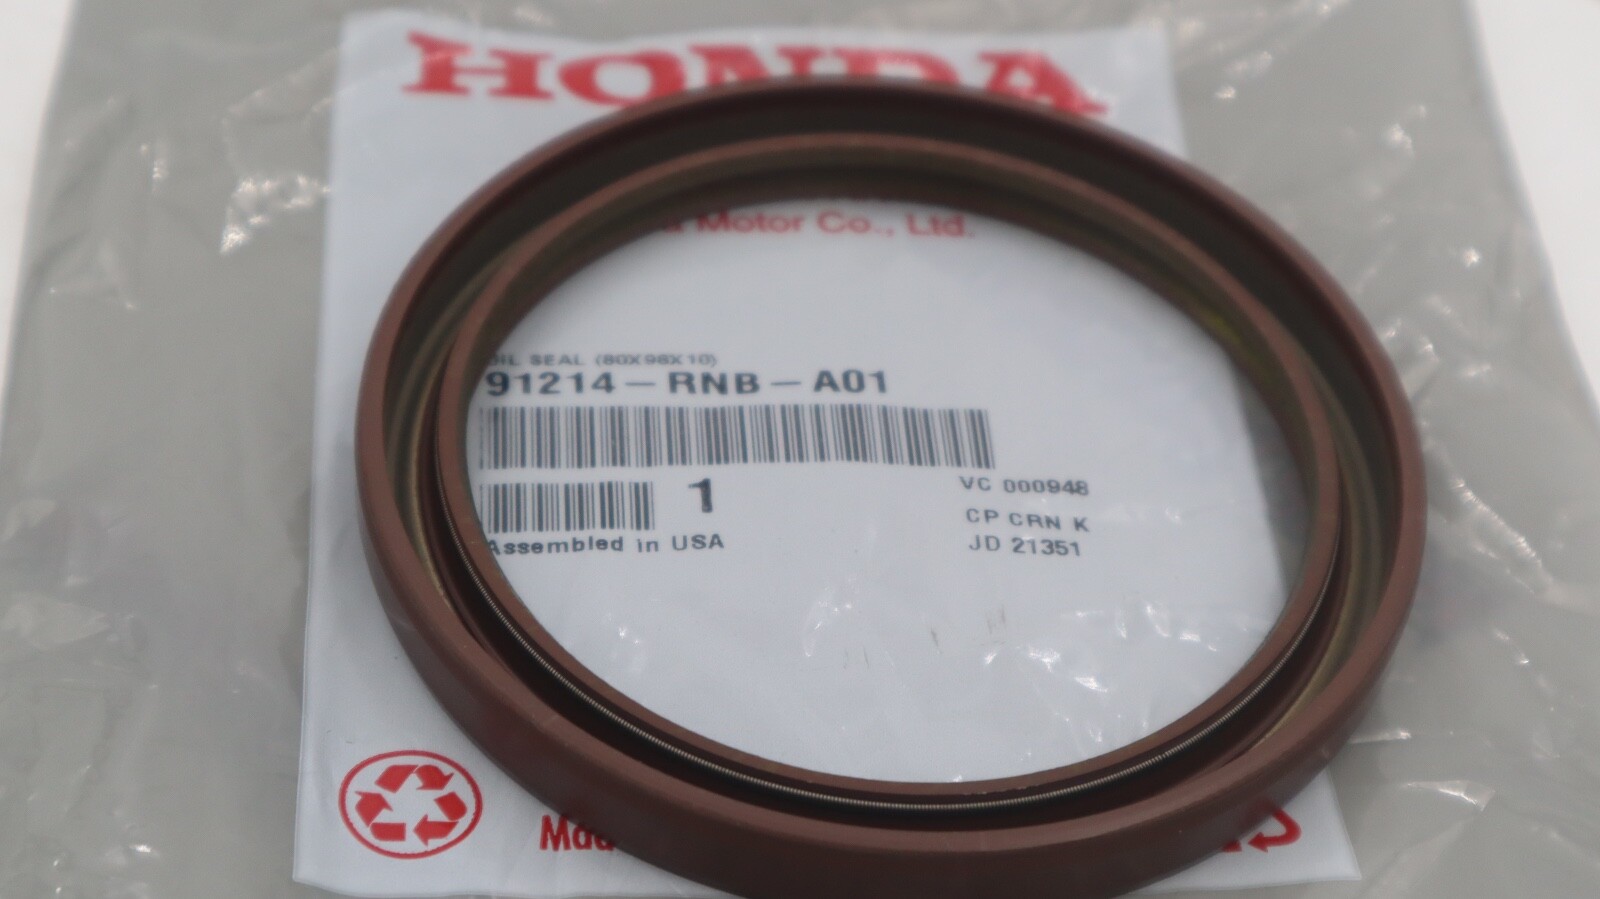 HONDA
Motor Co., Ltd.
OIL SEAL (80X98X10)
91214-RNB-A01
1
VC 000948
CP CRN K
Assembled in USA
JD 21351